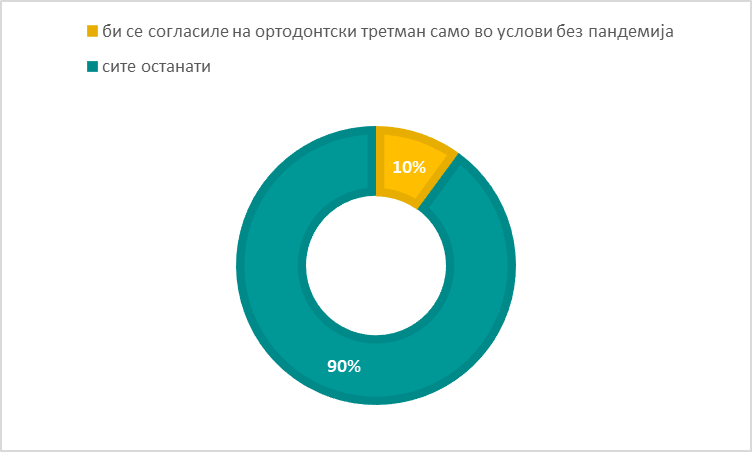 би се согласиле на ортодонтски третман само во услови без пандемија
сите останати
10%
90%